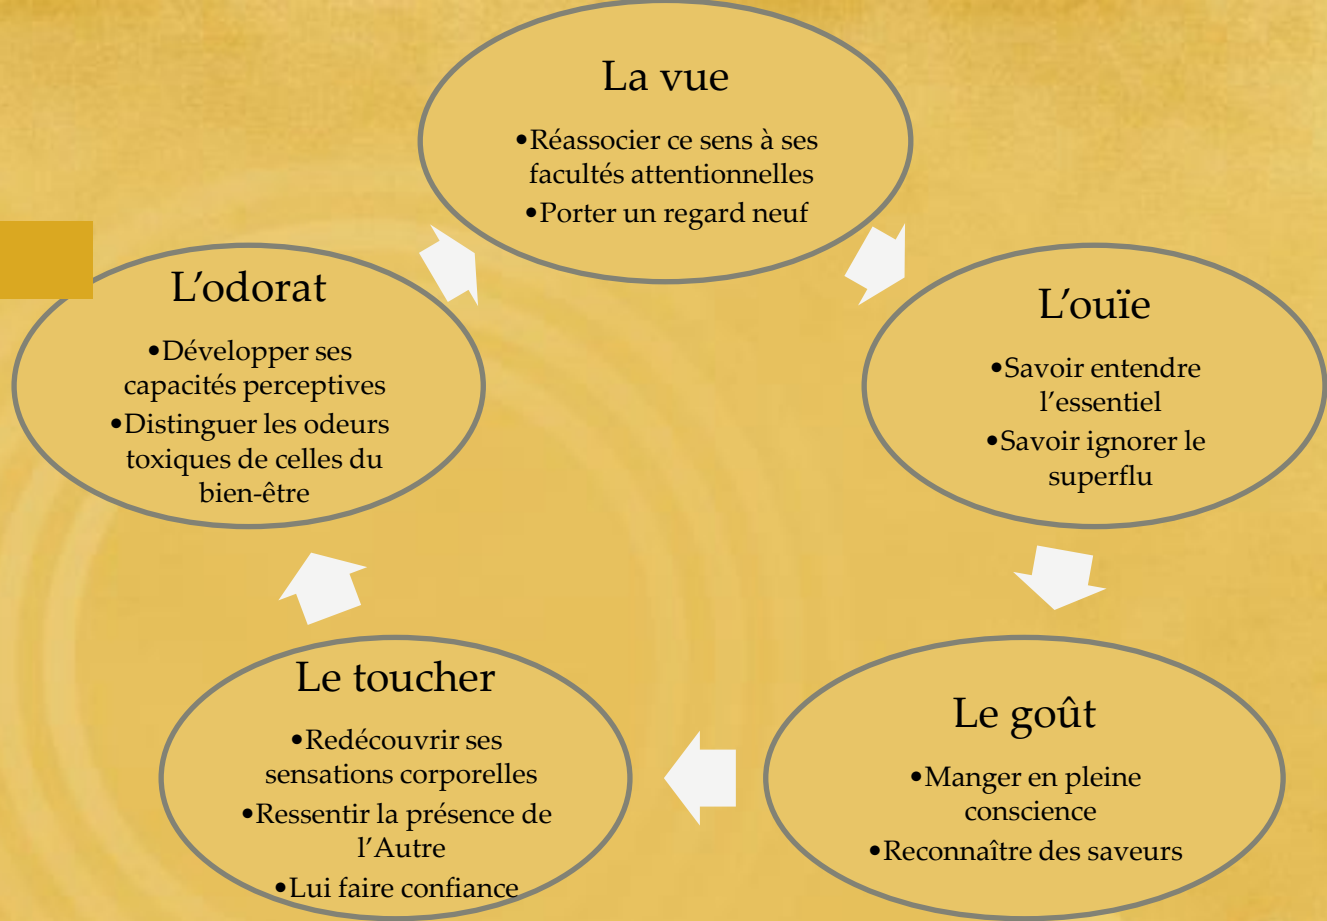 La vue
•Réassocier ce sens à ses
facultés attentionnelles
•Porter un regard neuf
L’ouïe
•Savoir entendre
l’essentiel
•Savoir ignorer le
superflu
Le goût
•Manger en pleine
conscience
•Reconnaître des saveurs
Le toucher
•Redécouvrir ses
sensations corporelles
•Ressentir la présence de
l’Autre
•Lui faire confiance
L’odorat
•Développer ses
capacités perceptives
•Distinguer les odeurs
toxiques de celles du
bien-être